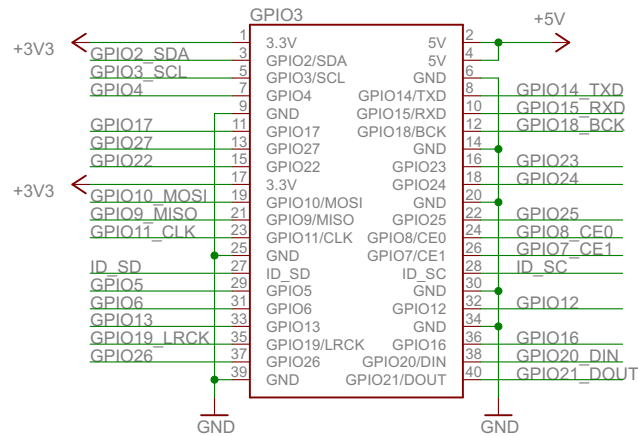 GPIO3
+5V
+3V3 1 3.3V 5V 2
GPIO2_SDA 3 GPIO2/SDA 5V 4
GPIO3_SCL 5 GPIO3/SCL GND 6
GPIO4 7 GPIO4 GPIO14/TXD 8 GPIO14_TXD
9 GND GPIO15/RXD 10 GPIO15_RXD
GPIO17 11 GPIO17 GPIO18/BCK 12 GPIO18_BCK
GPIO27 13 GPIO27 GND 14
GPIO22 15 GPIO22 GPIO23 16 GPIO23
+3V3 17 3.3V GPIO24 18 GPIO24
GPIO10_MOSI 19 GPIO10/MOSI GND 20
GPIO9_MISO 21 GPIO9/MISO GPIO25 22 GPIO25
GPIO11_CLK 23 GPIO11/CLK GPIO8/CE0 24 GPIO8_CE0
25 GND GPIO7/CE1 26 GPIO7_CE1
ID_SD 27 ID_SD ID_SC 28 ID_SC
GPIO5 29 GPIO5 GND 30
GPIO6 31 GPIO6 GPIO12 32 GPIO12
GPIO13 33 GPIO13 GND 34
GPIO19_LRCK 35 GPIO19/LRCK GPIO16 36 GPIO16
GPIO26 37 GPIO26 GPIO20/DIN 38 GPIO20_DIN
39 GND GPIO21/DOUT 40 GPIO21_DOUT
GND GND